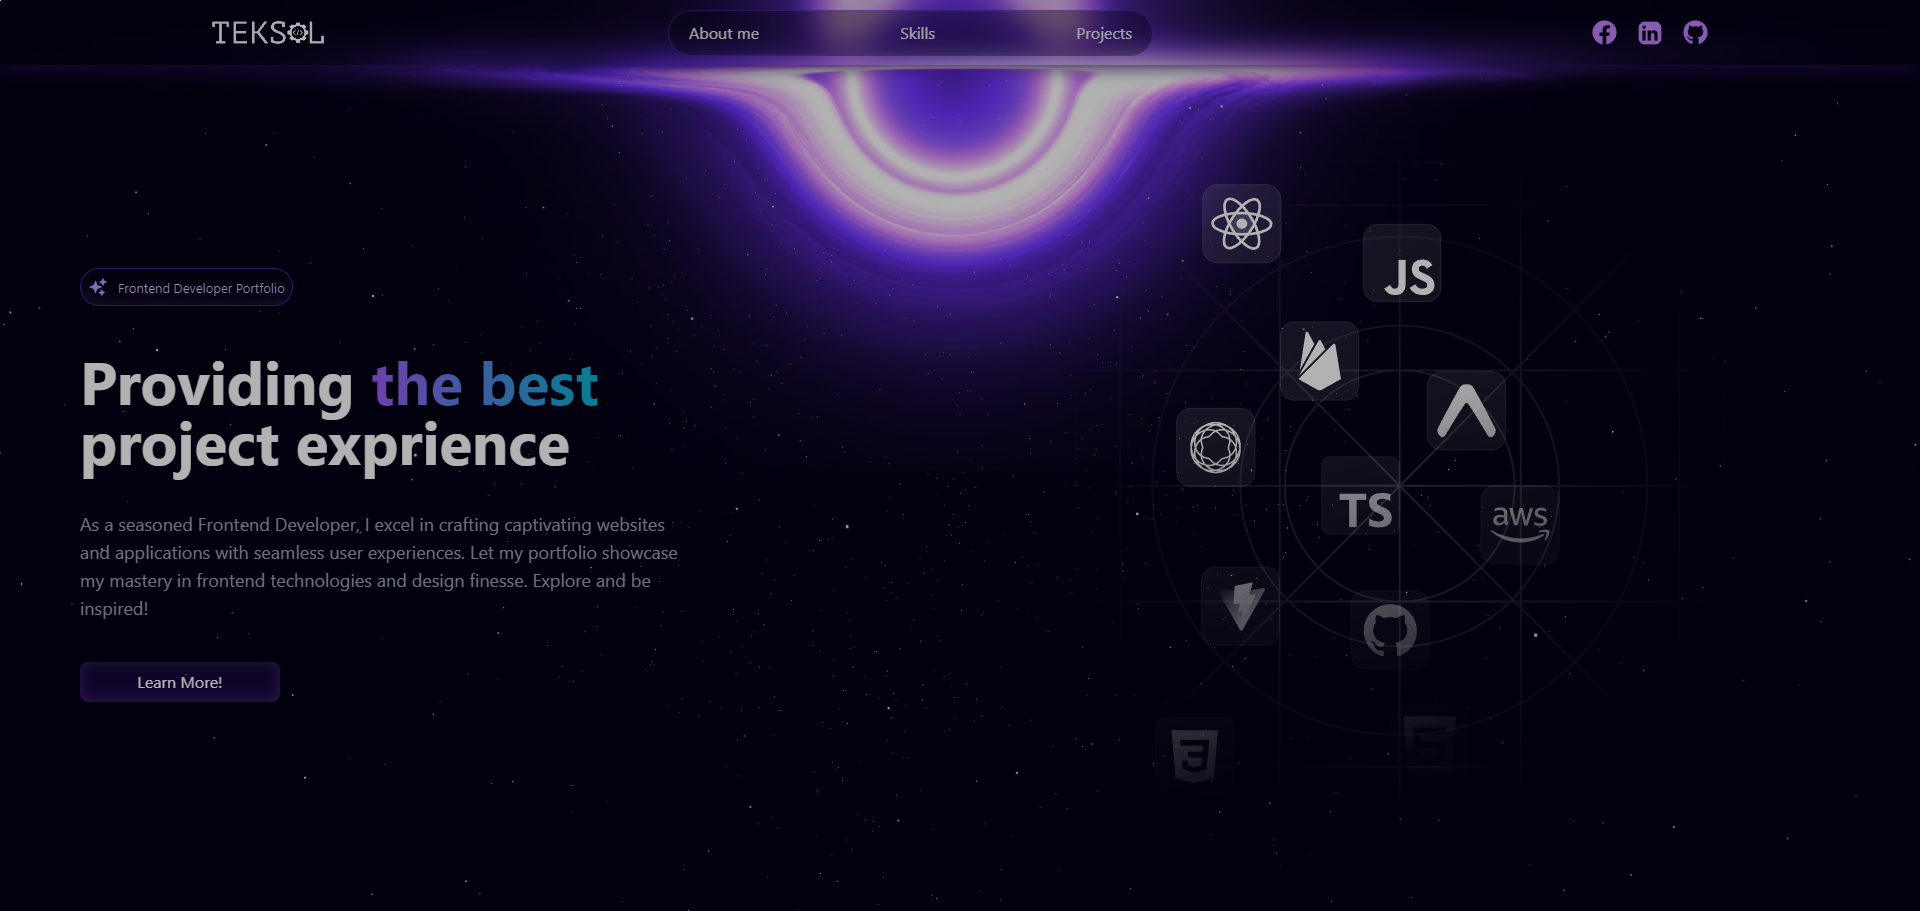 TEKSOL
About me
Skills
Projects
Frontend Developer Portfolio
Providing the best
project exprience
As a seasoned Frontend Developer, I excel in crafting captivating websites
and applications with seamless user experiences. Let my portfolio showcase
my mastery in frontend technologies and design finesse. Explore and be
inspired!
Learn More!
JS
TS
aws